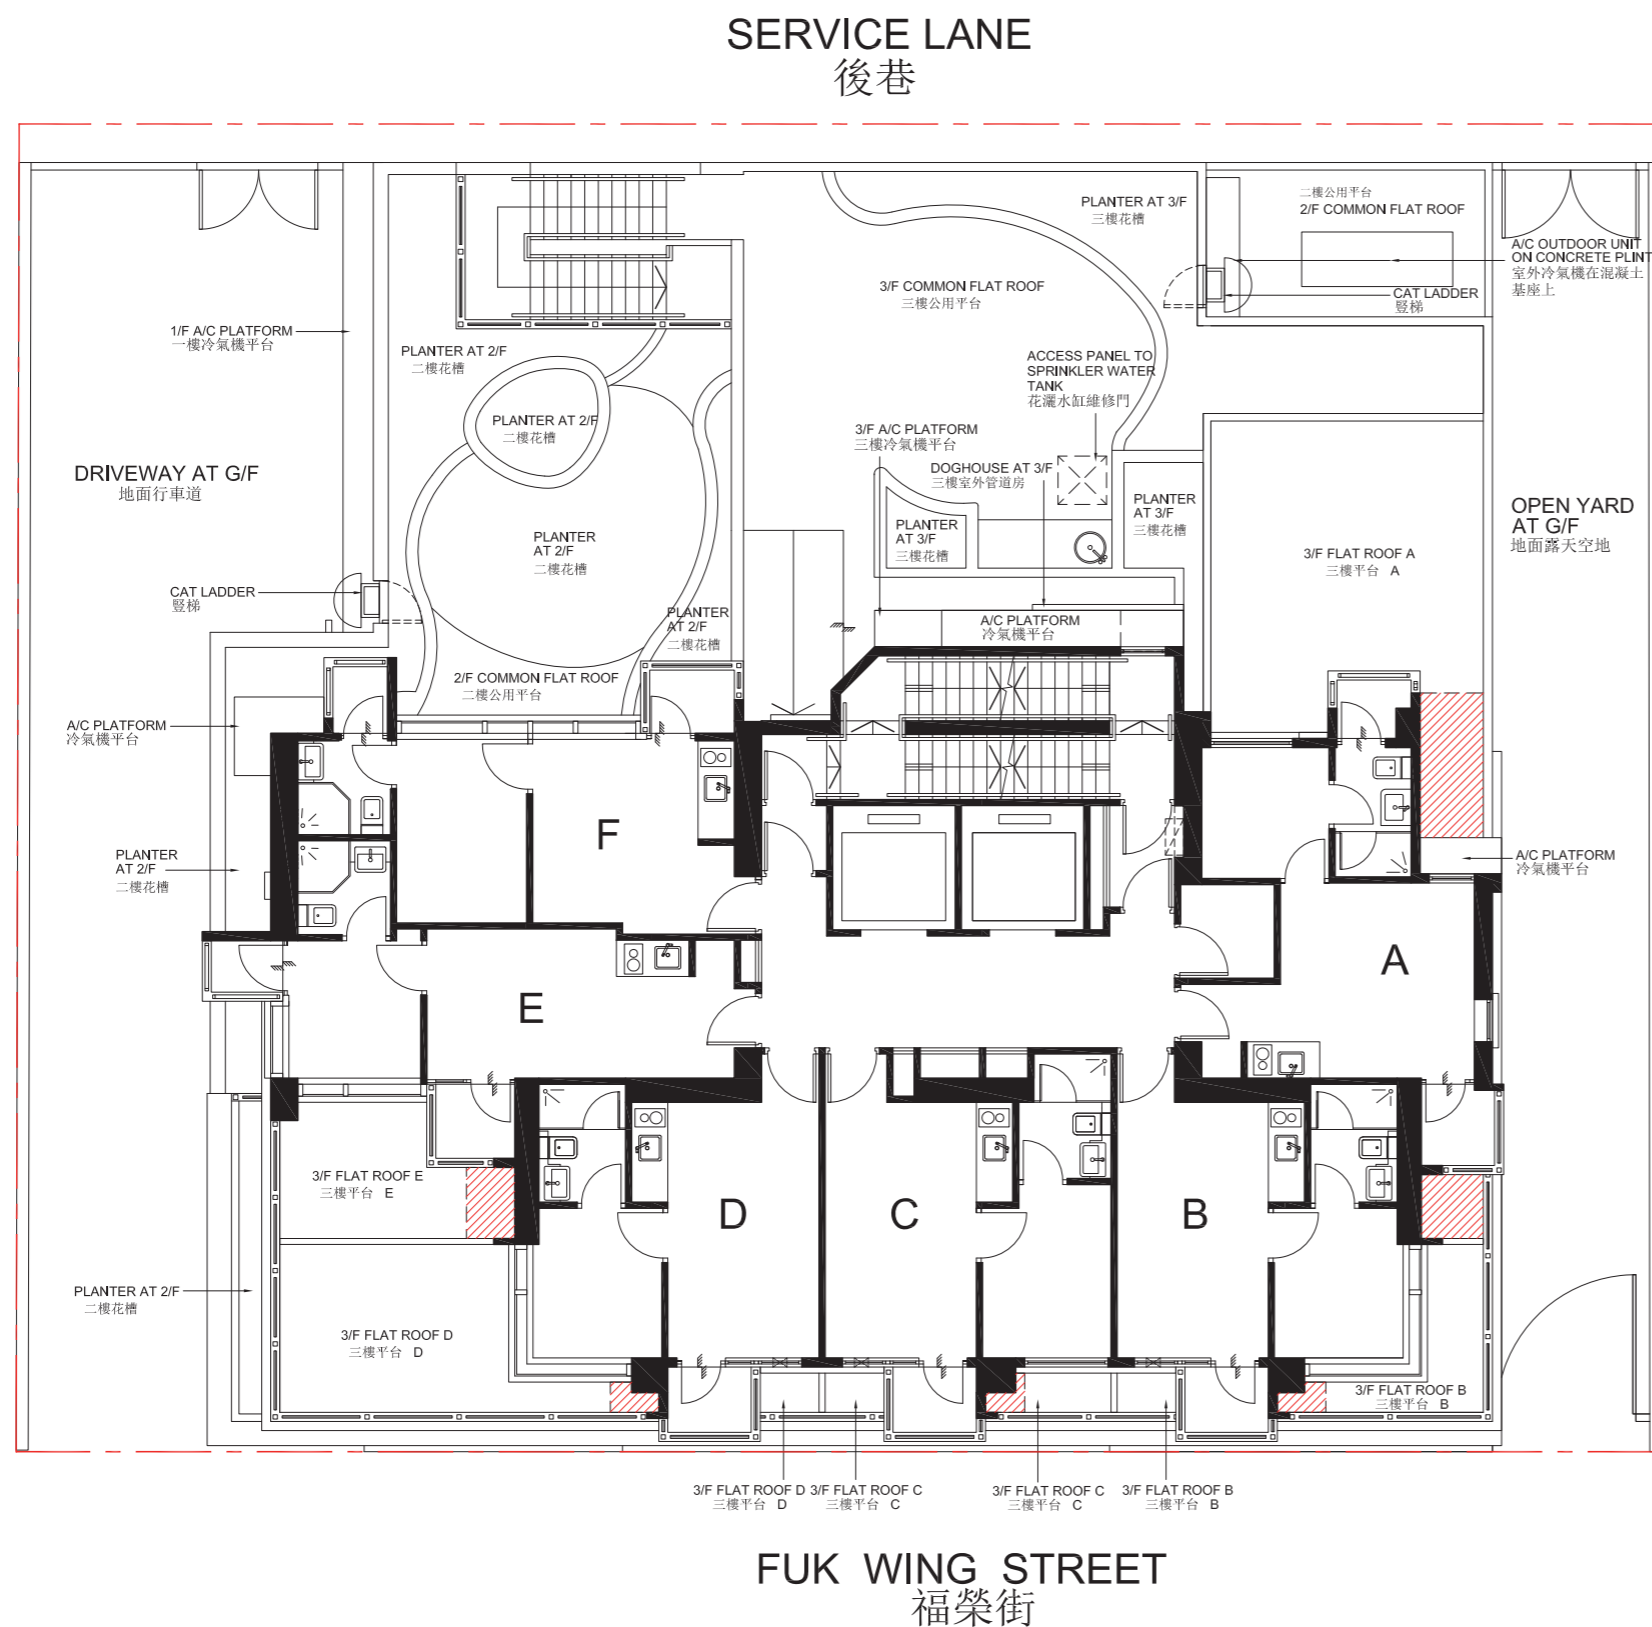 SERVICE LANE
後巷
PLANTER AT 3/F
三樓花槽
二樓公用平台
2/F COMMON FLAT ROOF
A/C OUTDOOR UNIT
ON CONCRETE PLINT
室外冷氣機在混凝土
基座上
CAT LADDER
豎梯
3/F COMMON FLAT ROOF
三樓公用平台
1/F A/C PLATFORM
一樓冷氣機平台
PLANTER AT 2/F
二樓花槽
ACCESS PANEL TO
SPRINKLER WATER
TANK
花灑水缸維修門
PLANTER AT 2/F
二樓花槽
3/F A/C PLATFORM
三樓冷氣機平台
DRIVEWAY AT G/F
地面行車道
DOGHOUSE AT 3/F
三樓室外管道房
PLANTER
AT 3/F
三樓花槽
PLANTER
AT 3/F
三樓花槽
OPEN YARD
AT G/F
地面露天空地
PLANTER
AT 2/F
二樓花槽
3/F FLAT ROOF A
三樓平台 A
CAT LADDER
豎梯
PLANTER
AT 2/F
二樓花槽
A/C PLATFORM
冷氣機平台
2/F COMMON FLAT ROOF
二樓公用平台
A/C PLATFORM
冷氣機平台
F
PLANTER
AT 2/F
二樓花槽
A/C PLATFORM
冷氣機平台
A
E
3/F FLAT ROOF E
三樓平台 E
D
C
B
PLANTER AT 2/F
二樓花槽
3/F FLAT ROOF D
三樓平台 D
3/F FLAT ROOF B
三樓平台 B
3/F FLAT ROOF D
三樓平台 D
3/F FLAT ROOF C
三樓平台 C
3/F FLAT ROOF C
三樓平台 C
3/F FLAT ROOF B
三樓平台 B
FUK WING STREET
福榮街